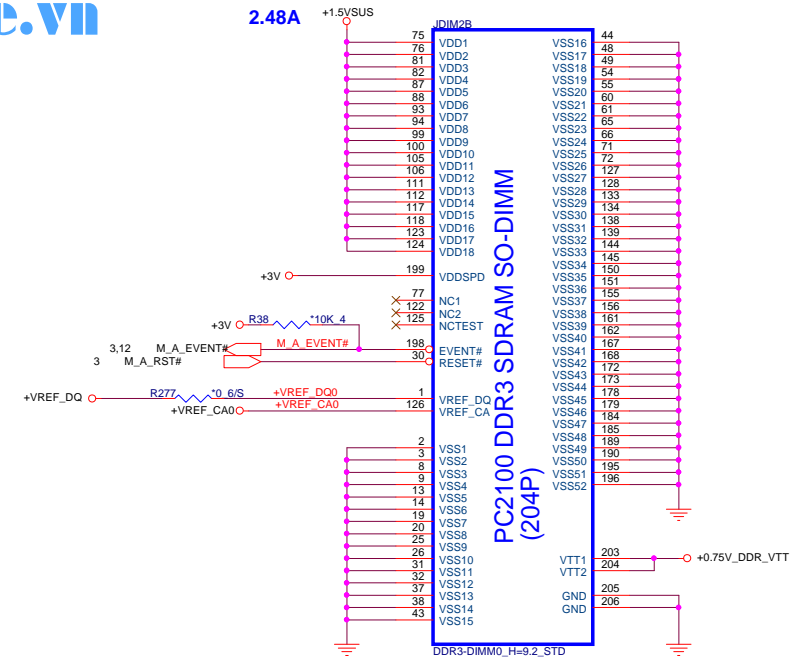 e.vn
2.48A
+1.5VSUS
JDIM2B
75 VDD1
76 VDD2
81 VDD3
82 VDD4
87 VDD5
88 VDD6
93 VDD7
94 VDD8
99 VDD9
100 VDD10
105 VDD11
106 VDD12
111 VDD13
112 VDD14
117 VDD15
118 VDD16
123 VDD17
124 VDD18
+3V 199 VDDSPD
77 NC1
122 NC2
125 NCTEST
+3V R38 *10K_4
3,12 M_A_EVENT# M_A_EVENT# 198 EVENT#
3 M_A_RST# 30 RESET#
+VREF_DQ R277 *0_6/S +VREF_DQ0 1 VREF_DQ
+VREF_CA0 +VREF_CA0 126 VREF_CA
2 VSS1
3 VSS2
8 VSS3
9 VSS4
13 VSS5
14 VSS6
19 VSS7
20 VSS8
25 VSS9
26 VSS10
31 VSS11
32 VSS12
37 VSS13
38 VSS14
43 VSS15
PC2100 DDR3 SDRAM SO-DIMM
(204P)
VSS16 44
VSS17 48
VSS18 49
VSS19 54
VSS20 55
VSS21 60
VSS22 61
VSS23 65
VSS24 66
VSS25 71
VSS26 72
VSS27 127
VSS28 128
VSS29 133
VSS30 134
VSS31 138
VSS32 139
VSS33 144
VSS34 145
VSS35 150
VSS36 151
VSS37 155
VSS38 156
VSS39 161
VSS40 162
VSS41 167
VSS42 168
VSS43 172
VSS44 173
VSS45 178
VSS46 179
VSS47 184
VSS48 185
VSS49 189
VSS50 190
VSS51 195
VSS52 196
VTT1 203
VTT2 204
+0.75V_DDR_VTT
GND 205
GND 206
DDR3-DIMM0_H=9.2_STD